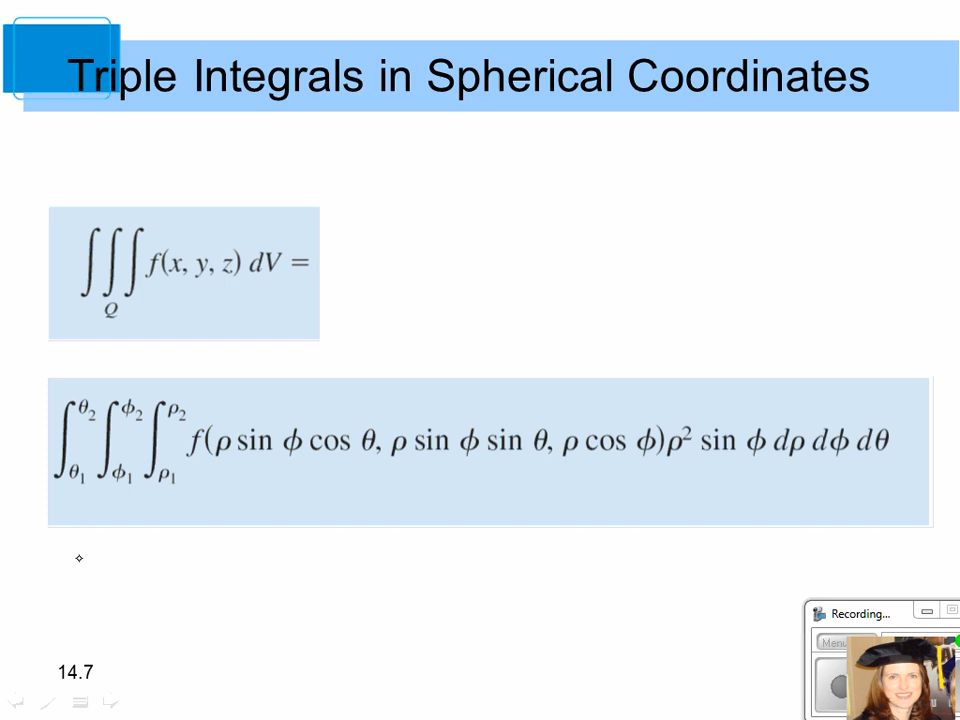 Triple Integrals in Spherical Coordinates
∭_Q f(x, y, z) dV =
∫_{θ₁}^{θ₂} ∫_{ϕ₁}^{ϕ₂} ∫_{ρ₁}^{ρ₂} f(ρ sin ϕ cos θ, ρ sin ϕ sin θ, ρ cos ϕ)ρ² sin ϕ dρ dϕ dθ
Recording...
Menu
14.7